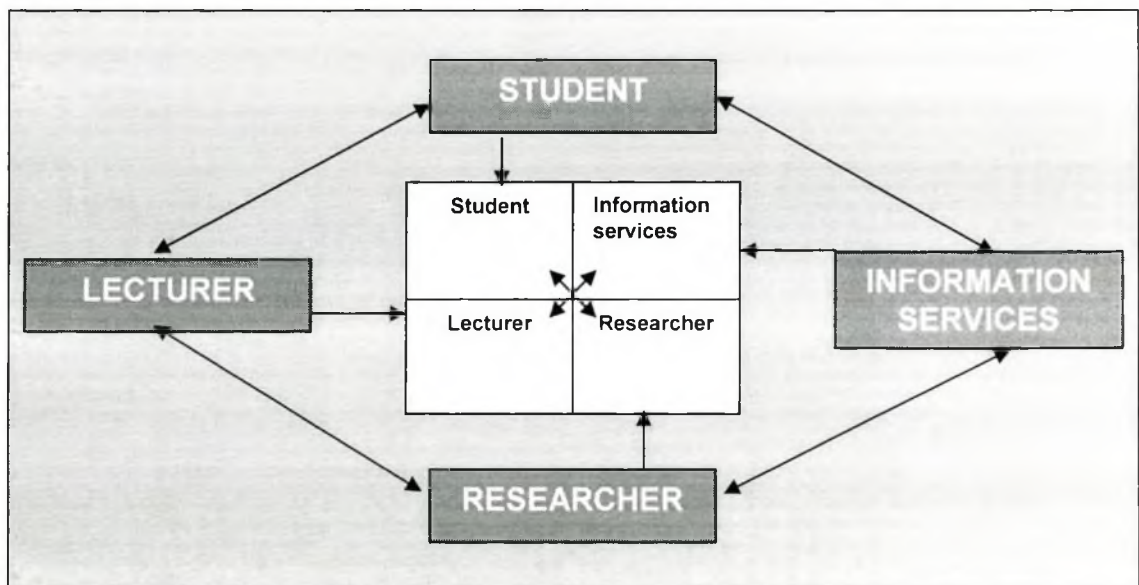 STUDENT
Student
Information
services
LECTURER
INFORMATION
SERVICES
Lecturer
Researcher
RESEARCHER